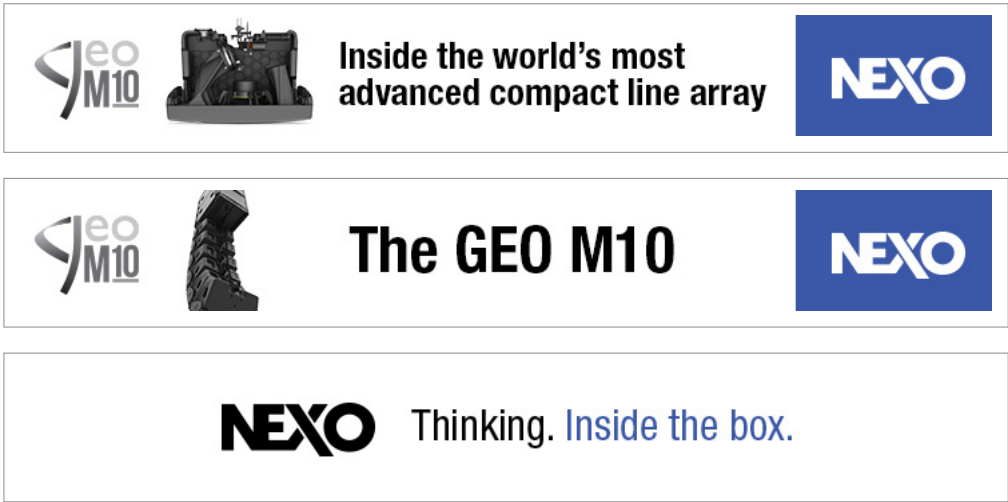 geo
M10
Inside the world's most
advanced compact line array
NEXO
geo
M10
The GEO M10
NEXO
NEXO Thinking. Inside the box.